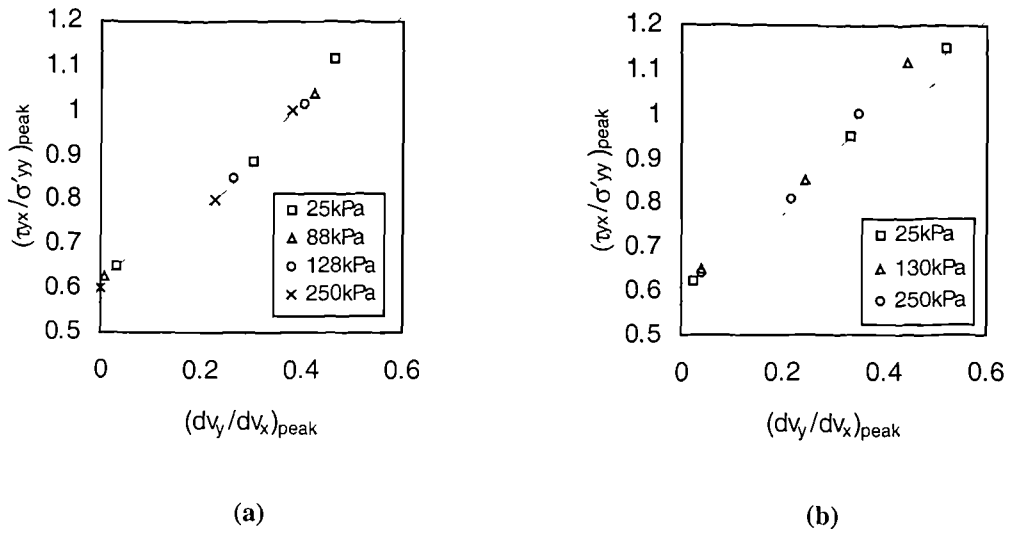 1.2
1.1
1
0.9
0.8
0.7
0.6
0.5
(τyx/σ'yy)peak
0 0.2 0.4 0.6
(dvy/dvx)peak
25kPa
88kPa
128kPa
250kPa
(a)
1.2
1.1
1
0.9
0.8
0.7
0.6
0.5
(τyx/σ'yy)peak
0 0.2 0.4 0.6
(dvy/dvx)peak
25kPa
130kPa
250kPa
(b)